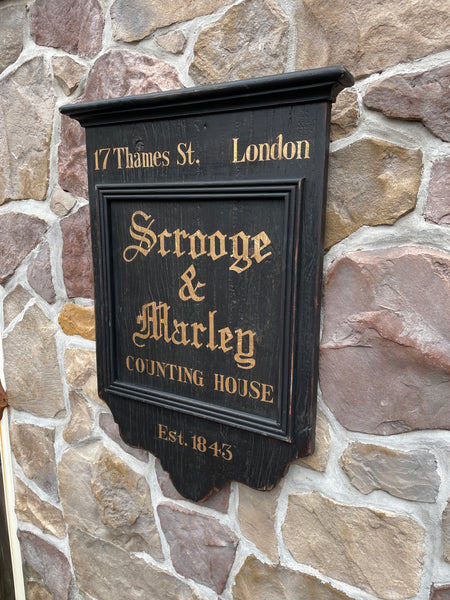 17 Thames St. London
Scrooge
&
Marley
COUNTING HOUSE
Est. 1843